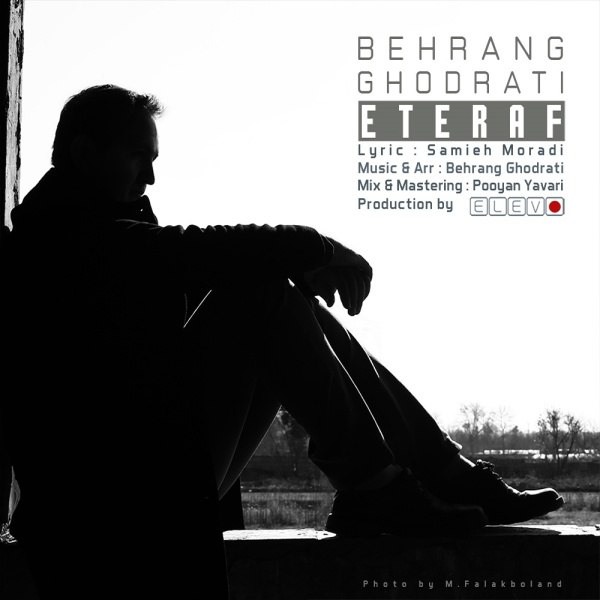 BEHRANG
GHODRATI
ETERAF
Lyric : Samieh Moradi
Music & Arr : Behrang Ghodrati
Mix & Mastering : Pooyan Yavari
Production by ELEVO
Photo by M.Falakboland